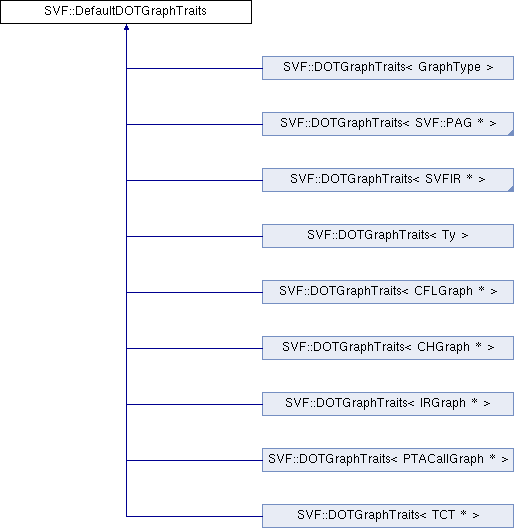 SVF::DefaultDOTGraphTraits
SVF::DOTGraphTraits< GraphType >
SVF::DOTGraphTraits< SVF::PAG * >
SVF::DOTGraphTraits< SVFIR * >
SVF::DOTGraphTraits< Ty >
SVF::DOTGraphTraits< CFLGraph * >
SVF::DOTGraphTraits< CHGraph * >
SVF::DOTGraphTraits< IRGraph * >
SVF::DOTGraphTraits< PTACallGraph * >
SVF::DOTGraphTraits< TCT * >